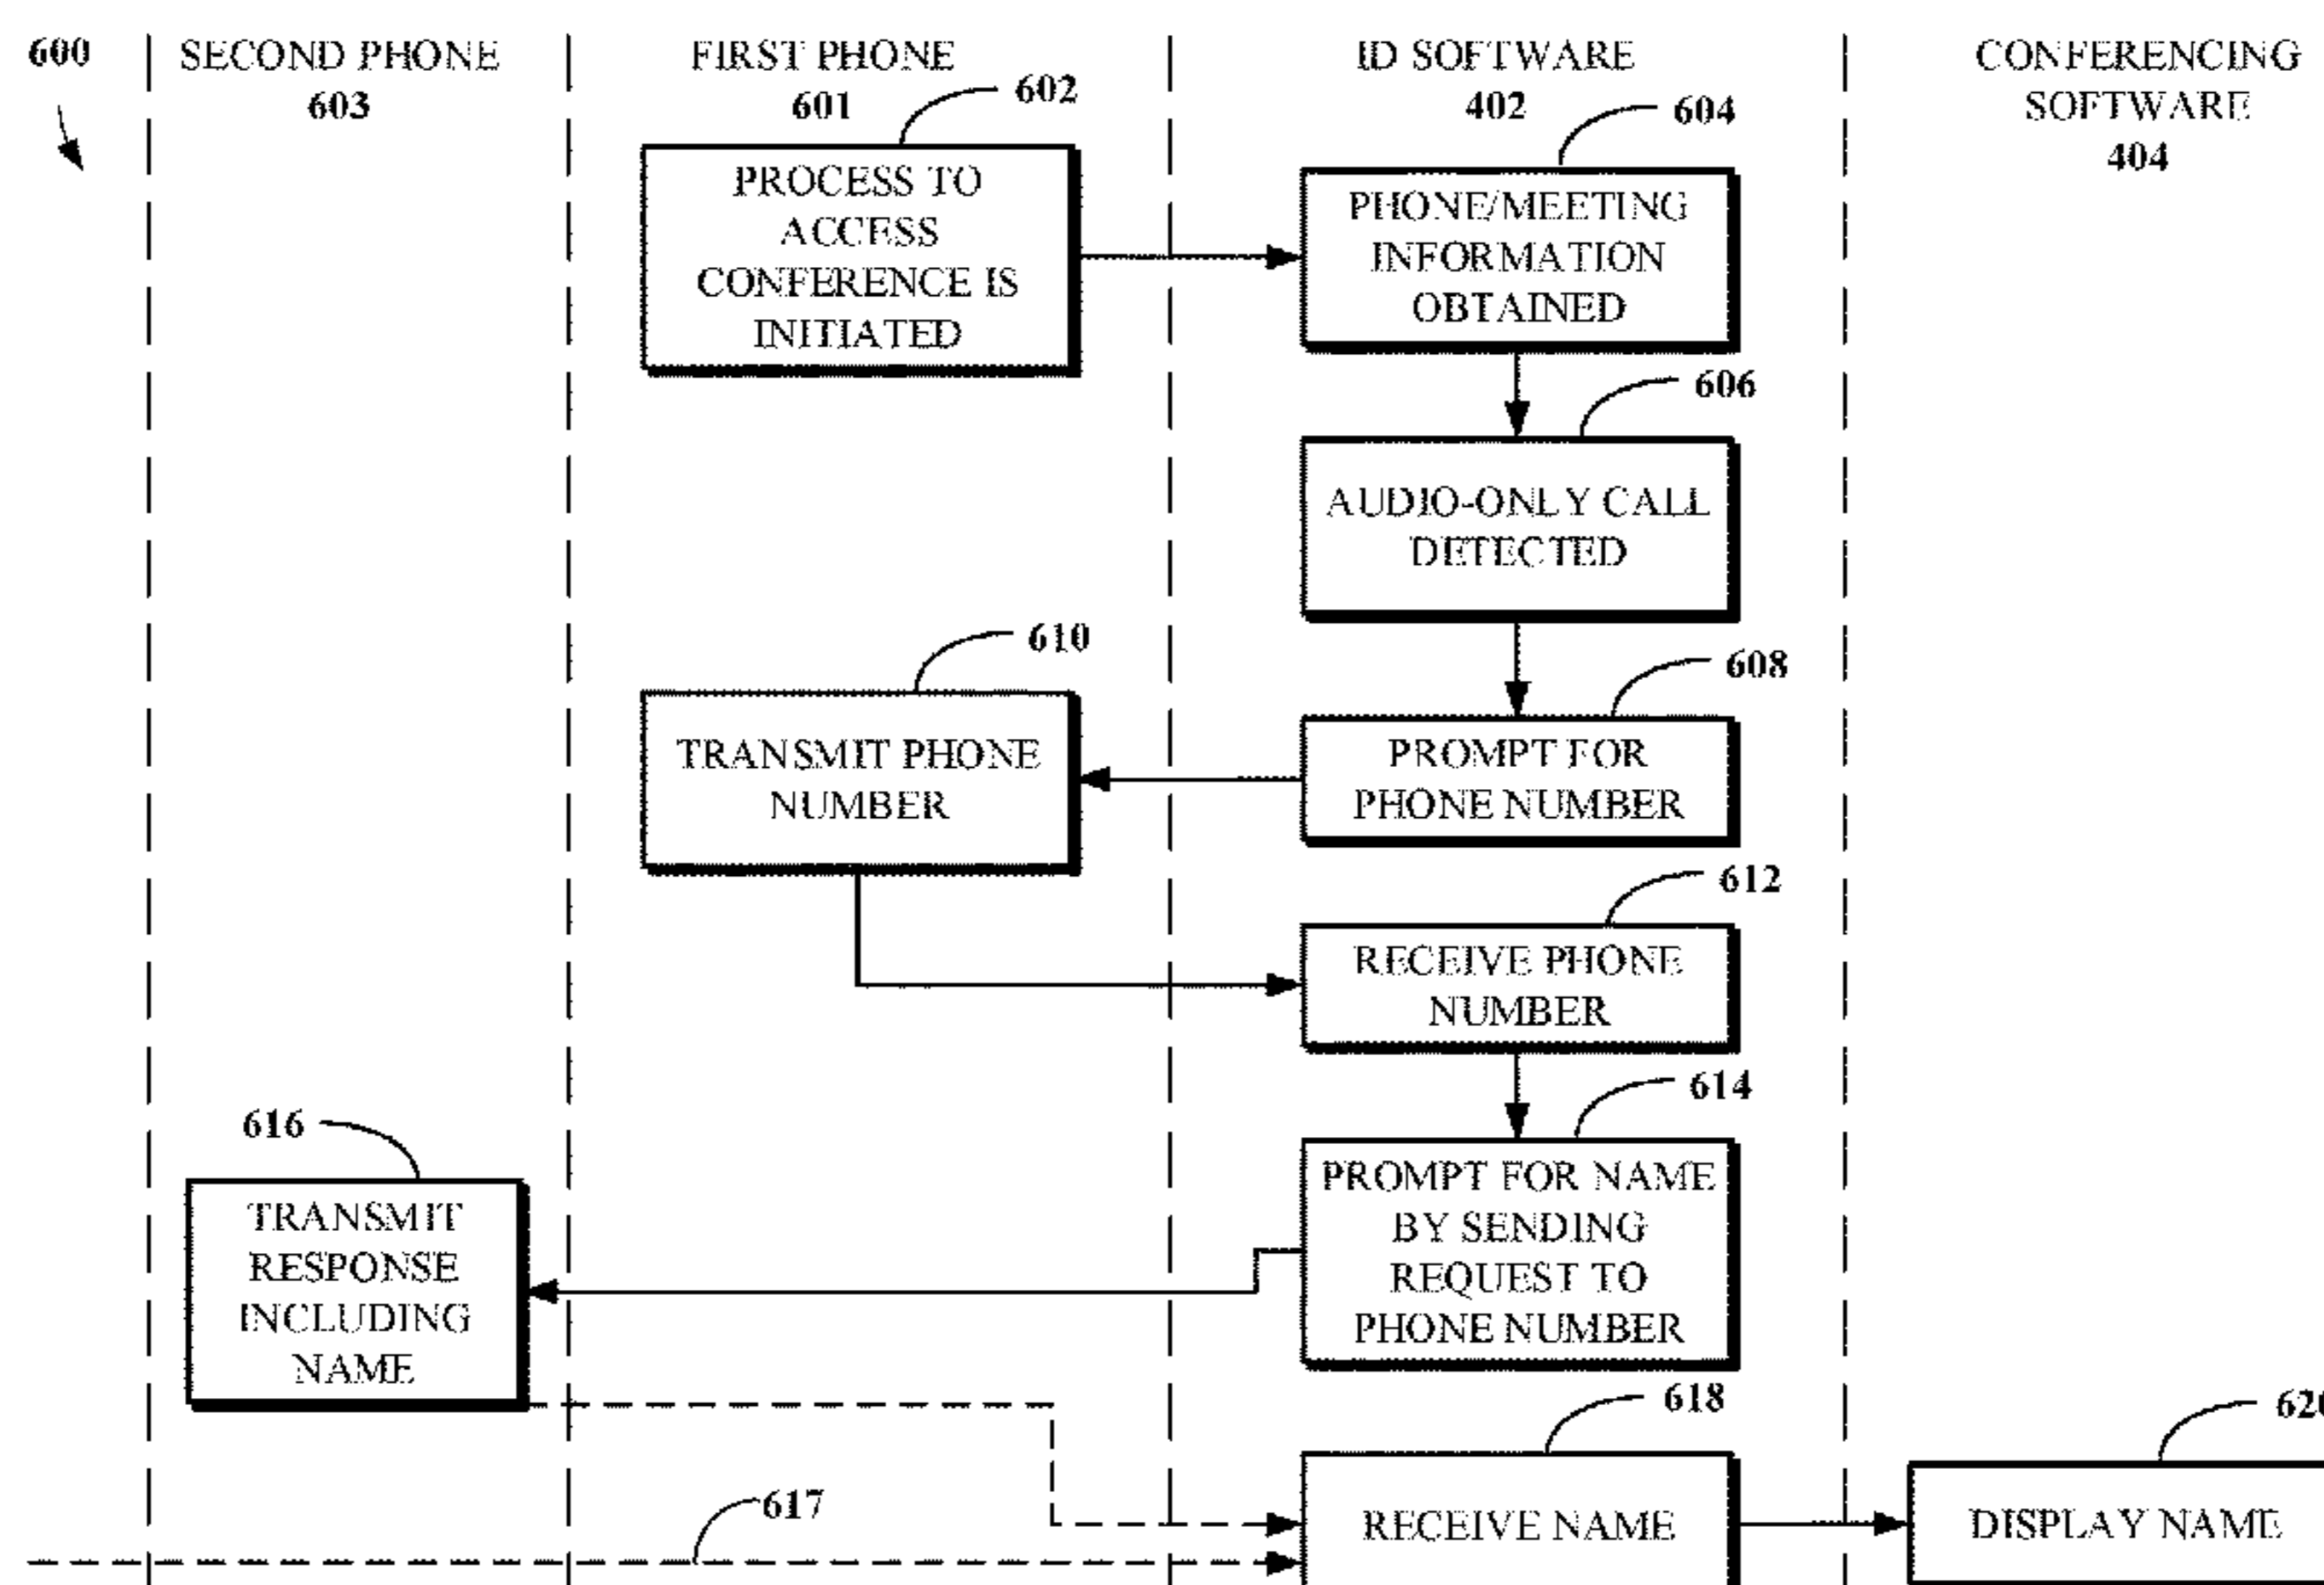 600
SECOND PHONE
603
FIRST PHONE
601
ID SOFTWARE
402
CONFERENCING
SOFTWARE
404
602
PROCESS TO
ACCESS
CONFERENCE IS
INITIATED
604
PHONE/MEETING
INFORMATION
OBTAINED
606
AUDIO-ONLY CALL
DETECTED
608
PROMPT FOR
PHONE NUMBER
610
TRANSMIT PHONE
NUMBER
612
RECEIVE PHONE
NUMBER
614
PROMPT FOR NAME
BY SENDING
REQUEST TO
PHONE NUMBER
616
TRANSMIT
RESPONSE
INCLUDING
NAME
617
618
RECEIVE NAME
DISPLAY NAME